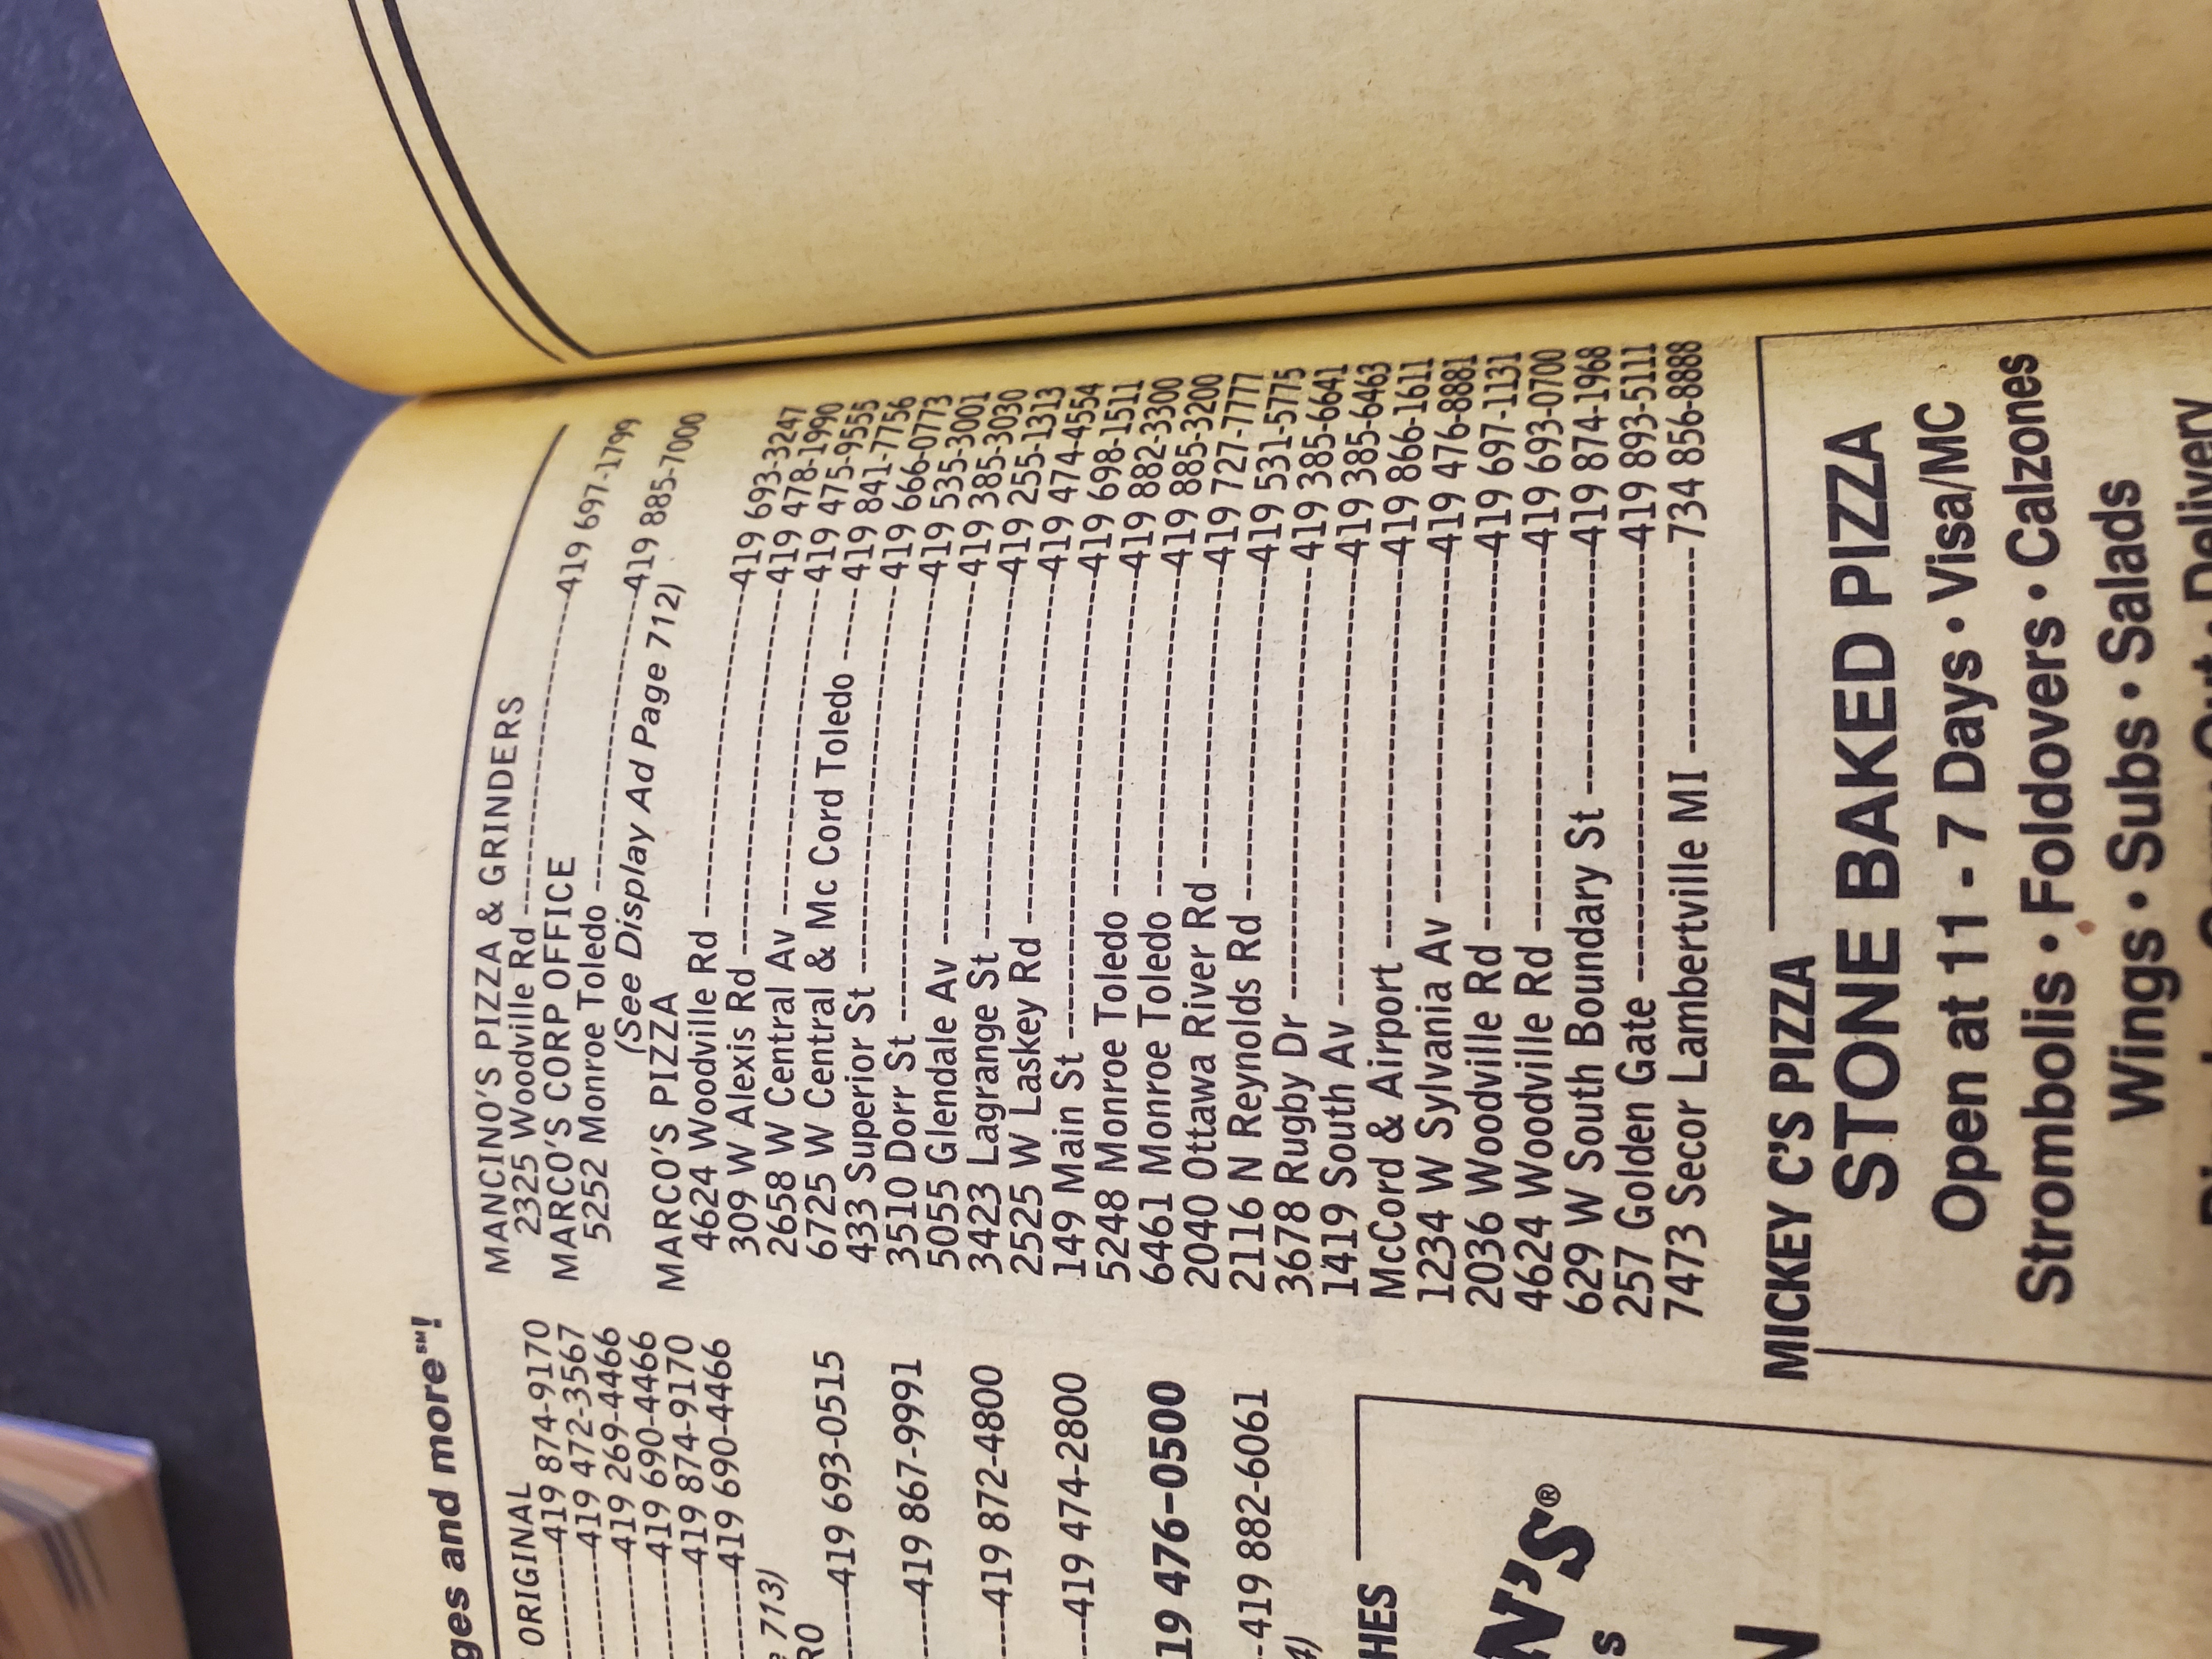 ges and more℠!
ORIGINAL
419 874-9170
419 472-3567
419 269-4466
419 690-4466
419 874-9170
419 690-4466
713)
RO
419 693-0515
419 867-9991
419 872-4800
419 474-2800
19 476-0500
419 882-6061
4)
HES
N'S®
s
N
MANCINO'S PIZZA & GRINDERS
2325 Woodville Rd 419 697-1799
MARCO'S CORP OFFICE
5252 Monroe Toledo 419 885-7000
(See Display Ad Page 712)
MARCO'S PIZZA
4624 Woodville Rd 419 693-3247
309 W Alexis Rd 419 478-1990
2658 W Central Av 419 475-9555
6725 W Central & Mc Cord Toledo 419 841-7756
433 Superior St 419 666-0773
3510 Dorr St 419 535-3001
5055 Glendale Av 419 385-3030
3423 Lagrange St 419 255-1313
2525 W Laskey Rd 419 474-4554
149 Main St 419 698-1511
5248 Monroe Toledo 419 882-3300
6461 Monroe Toledo 419 885-3200
2040 Ottawa River Rd 419 727-7777
2116 N Reynolds Rd 419 531-5775
3678 Rugby Dr 419 385-6641
1419 South Av 419 385-6463
McCord & Airport 419 866-1611
1234 W Sylvania Av 419 476-8881
2036 Woodville Rd 419 697-1131
4624 Woodville Rd 419 693-0700
629 W South Boundary St 419 874-1968
257 Golden Gate 419 893-5111
7473 Secor Lambertville MI 734 856-8888
MICKEY C'S PIZZA
STONE BAKED PIZZA
Open at 11 - 7 Days • Visa/MC
Strombolis • Foldovers • Calzones
Wings • Subs • Salads
Delivery